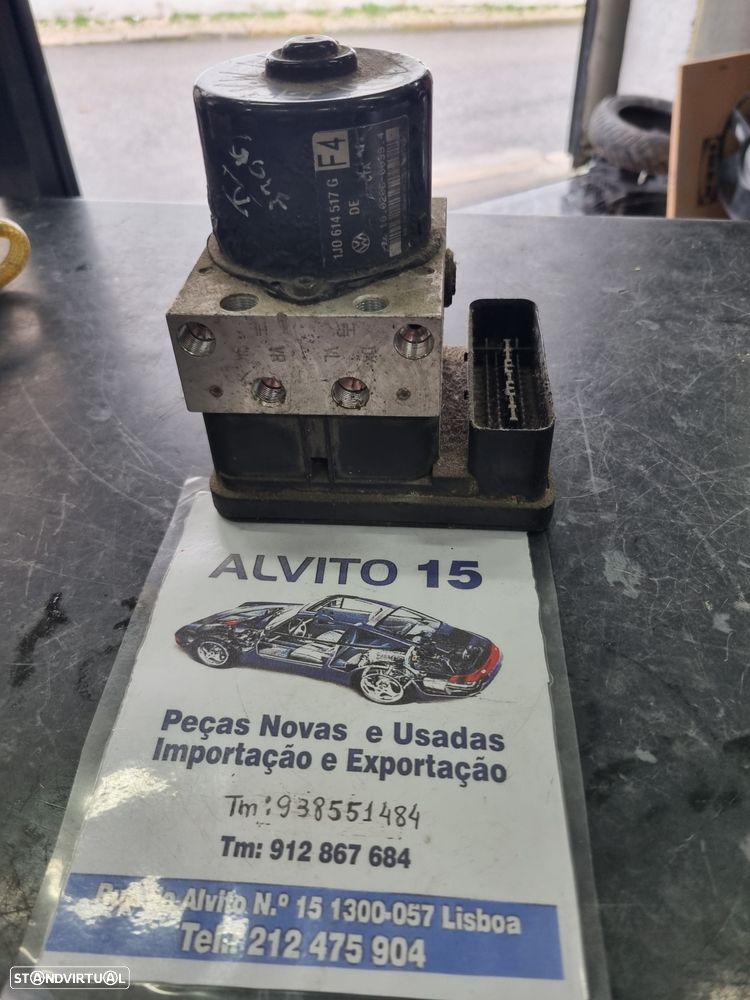 F4
1J0 614 517 G
DE
ALVITO 15
Peças Novas e Usadas
Importação e Exportação
Tm: 938551484
Tm: 912 867 684
Alvito N.º 15 1300-057 Lisboa
Tel: 212 475 904
STANDVIRTUAL